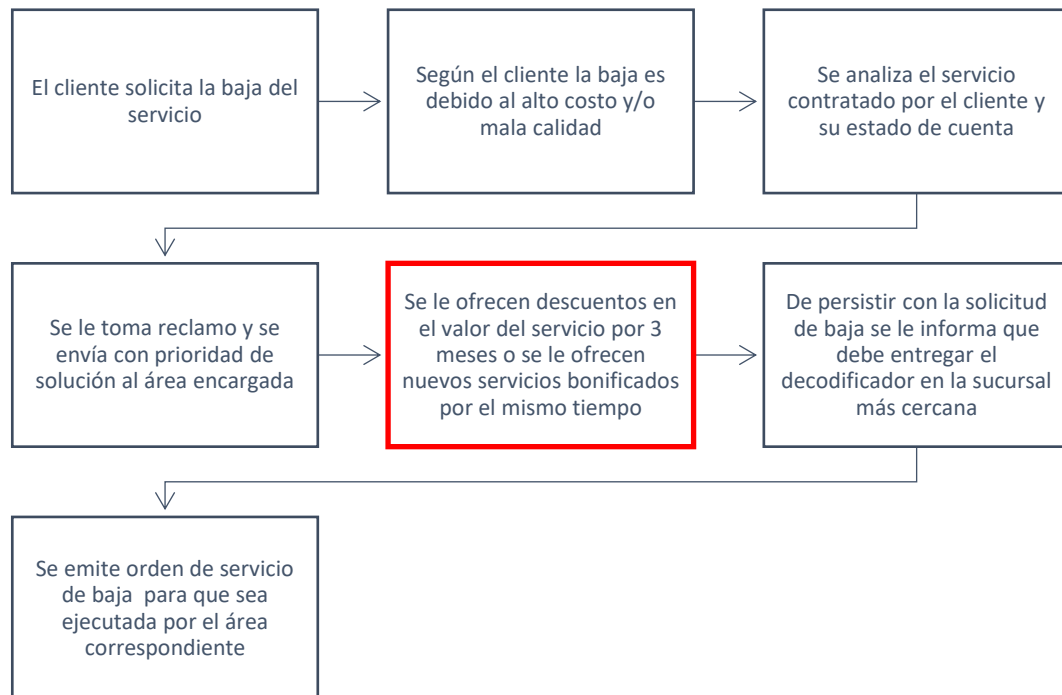 El cliente solicita la baja del
servicio
Según el cliente la baja es
debido al alto costo y/o
mala calidad
Se analiza el servicio
contratado por el cliente y
su estado de cuenta
Se le toma reclamo y se
envía con prioridad de
solución al área encargada
Se le ofrecen descuentos en
el valor del servicio por 3
meses o se le ofrecen
nuevos servicios bonificados
por el mismo tiempo
De persistir con la solicitud
de baja se le informa que
debe entregar el
decodificador en la sucursal
más cercana
Se emite orden de servicio
de baja  para que sea
ejecutada por el área
correspondiente